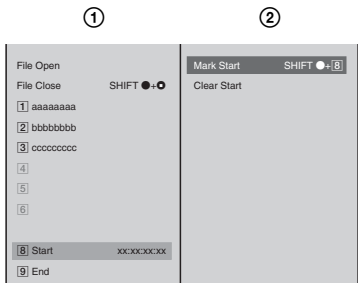 ① ②
File Open
File Close SHIFT ●+○
1 aaaaaaaa
2 bbbbbbbb
3 ccccccccc
4
5
6
8 Start xx:xx:xx:xx
9 End
Mark Start SHIFT ●+8
Clear Start